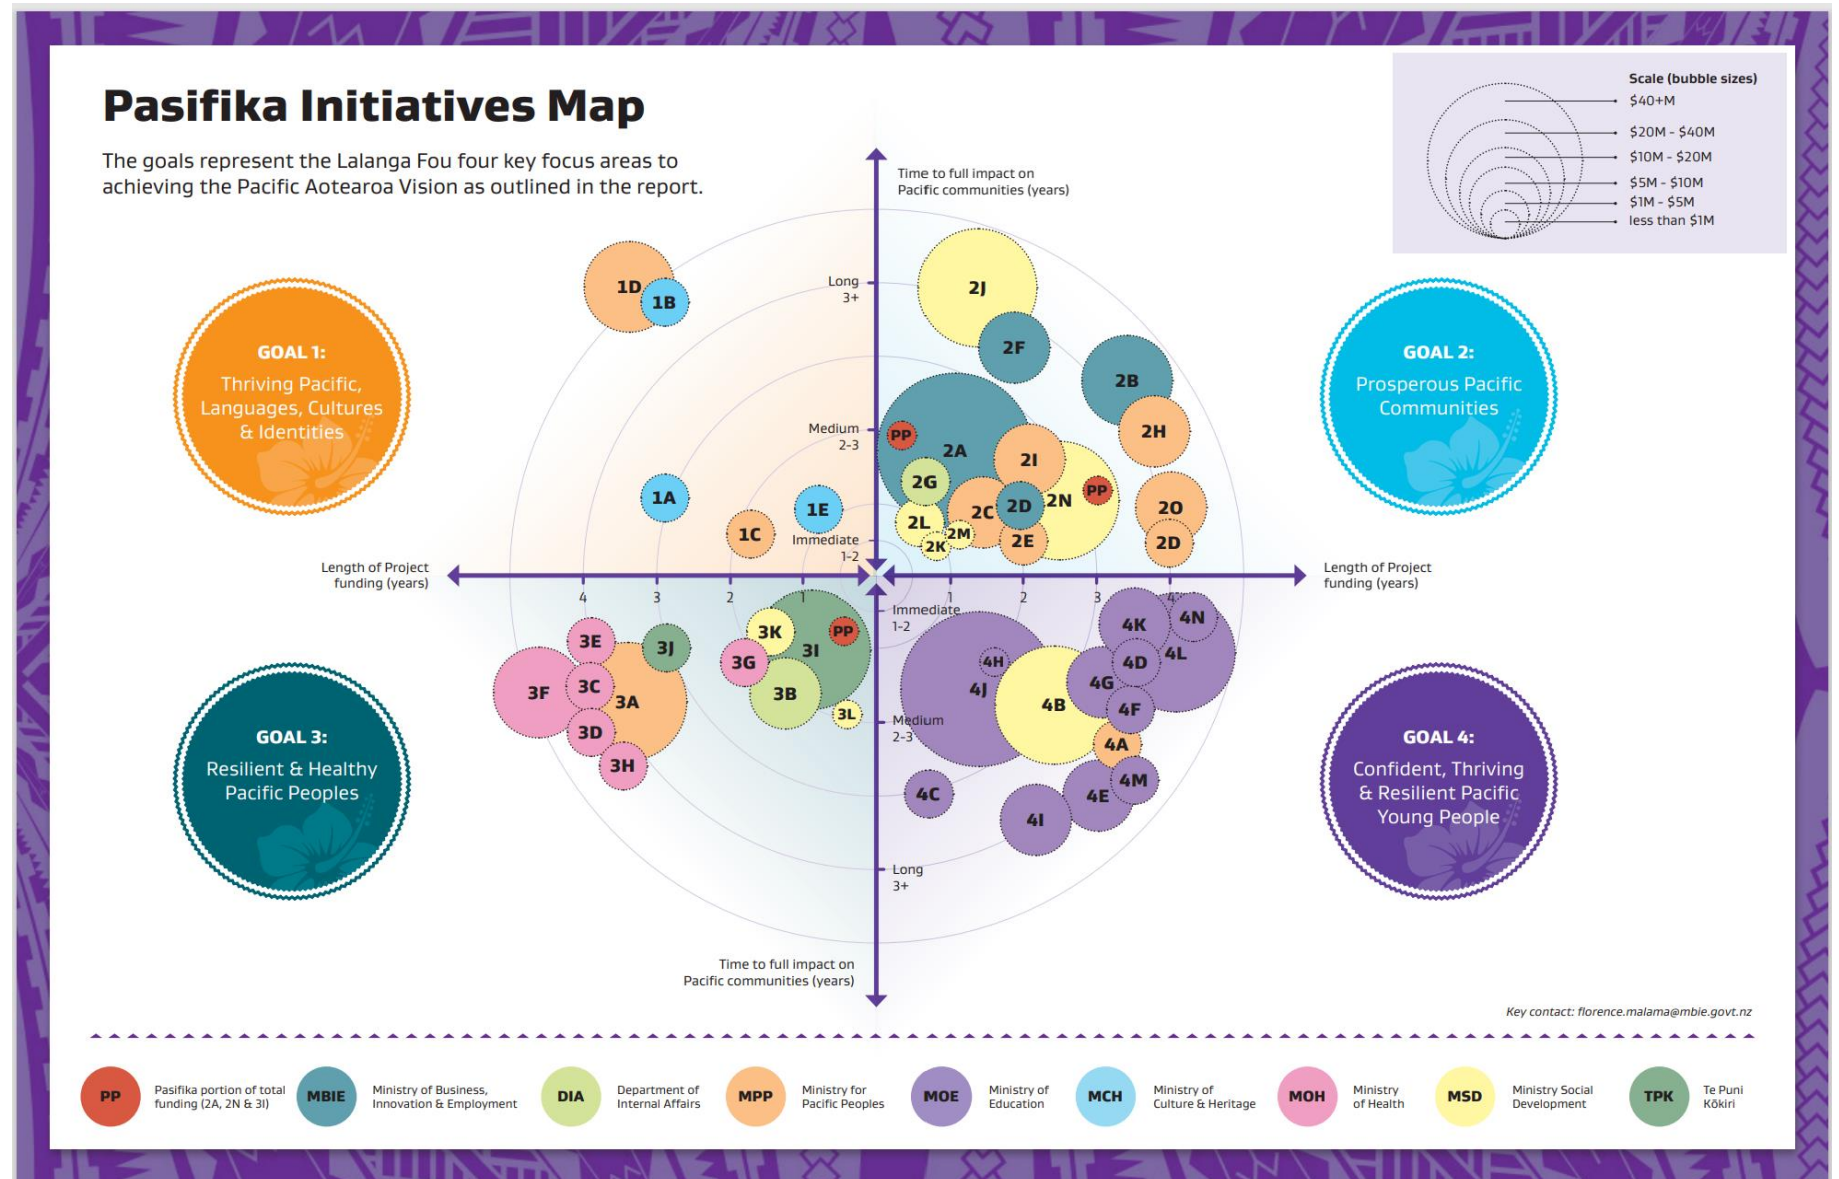 Pasifika Initiatives Map
The goals represent the Lalanga Fou four key focus areas to
achieving the Pacific Aotearoa Vision as outlined in the report.
Scale (bubble sizes)
$40+M
$20M - $40M
$10M - $20M
$5M - $10M
$1M - $5M
less than $1M
Time to full impact on
Pacific communities (years)
Long
3+
Medium
2-3
Immediate
1-2
GOAL 1:
Thriving Pacific,
Languages, Cultures
& Identities
1D
1B
1A
1E
1C
2J
2F
2B
2H
PP
2A
2I
2G
2C
2D
2N
PP
2O
2L
2M
2K
2E
2D
GOAL 2:
Prosperous Pacific
Communities
Length of Project
funding (years)
4
3
2
1
1
2
3
4
Length of Project
funding (years)
GOAL 3:
Resilient & Healthy
Pacific Peoples
3E
3J
3K
PP
3I
3G
3F
3C
3A
3B
3L
3D
3H
Immediate
1-2
Medium
2-3
Long
3+
4K
4N
4H
4D
4L
4J
4G
4B
4F
4A
4C
4M
4E
4I
GOAL 4:
Confident, Thriving
& Resilient Pacific
Young People
Time to full impact on
Pacific communities (years)
Key contact: florence.malama@mbie.govt.nz
PP
Pasifika portion of total
funding (2A, 2N & 3I)
MBIE
Ministry of Business,
Innovation & Employment
DIA
Department of
Internal Affairs
MPP
Ministry for
Pacific Peoples
MOE
Ministry of
Education
MCH
Ministry of
Culture & Heritage
MOH
Ministry
of Health
MSD
Ministry Social
Development
TPK
Te Puni
Kōkiri